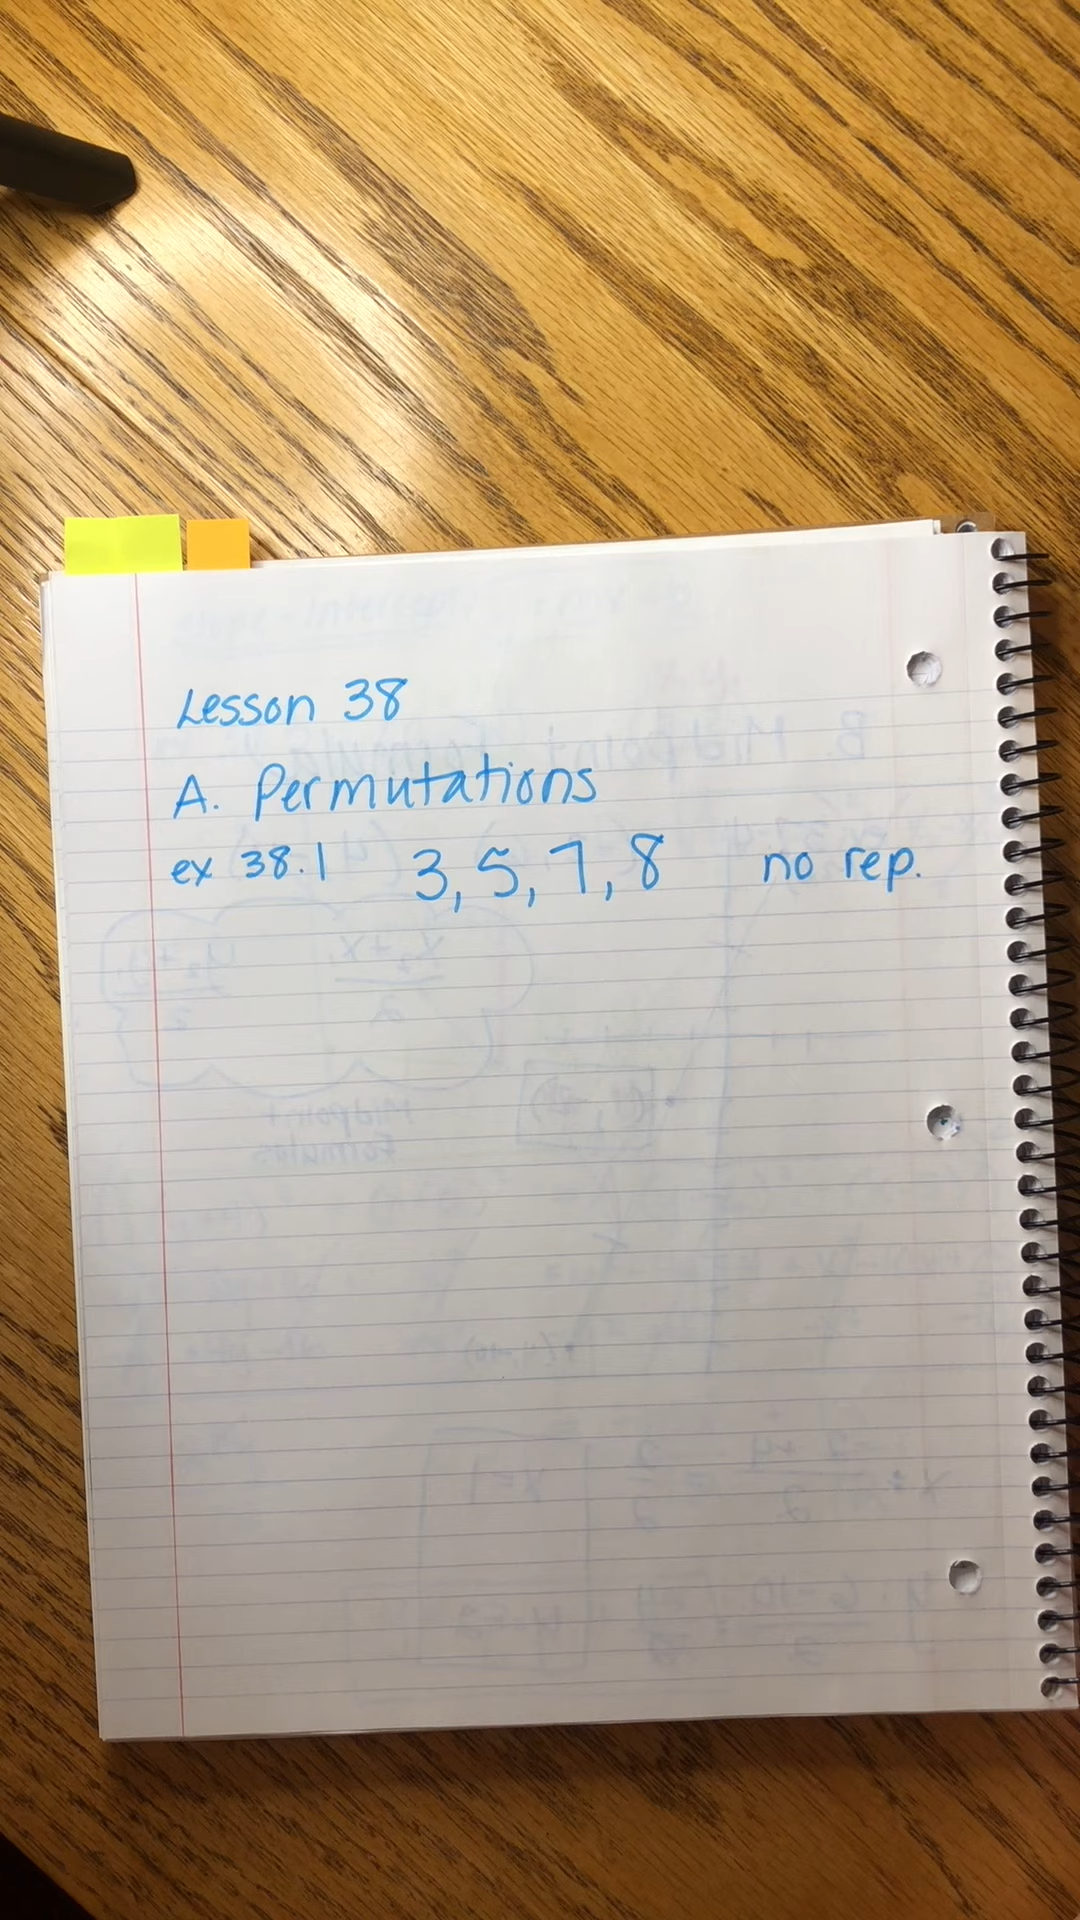 Lesson 38
A. Permutations
ex 38.1 3, 5, 7, 8 no rep.